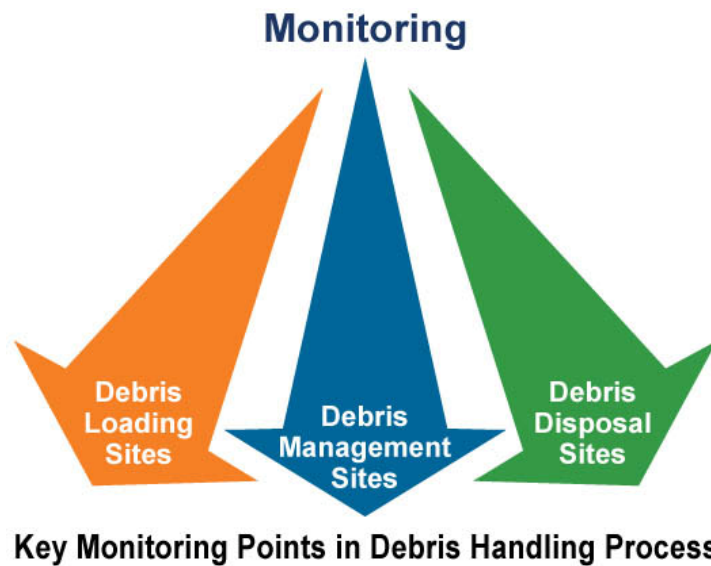 Monitoring
Debris
Loading
Sites
Debris
Management
Sites
Debris
Disposal
Sites
Key Monitoring Points in Debris Handling Process